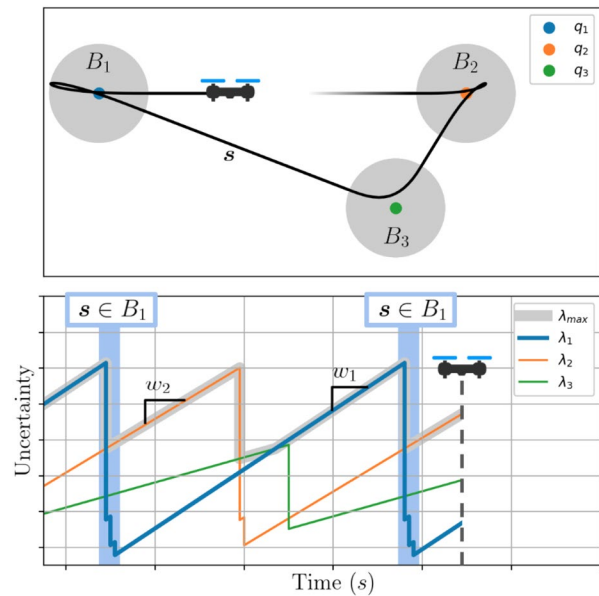 B₁
B₂
q₁
q₂
q₃
s
B₃
s ∈ B₁
s ∈ B₁
λₘₐₓ
λ₁
λ₂
λ₃
w₂
w₁
Uncertainty
Time (s)